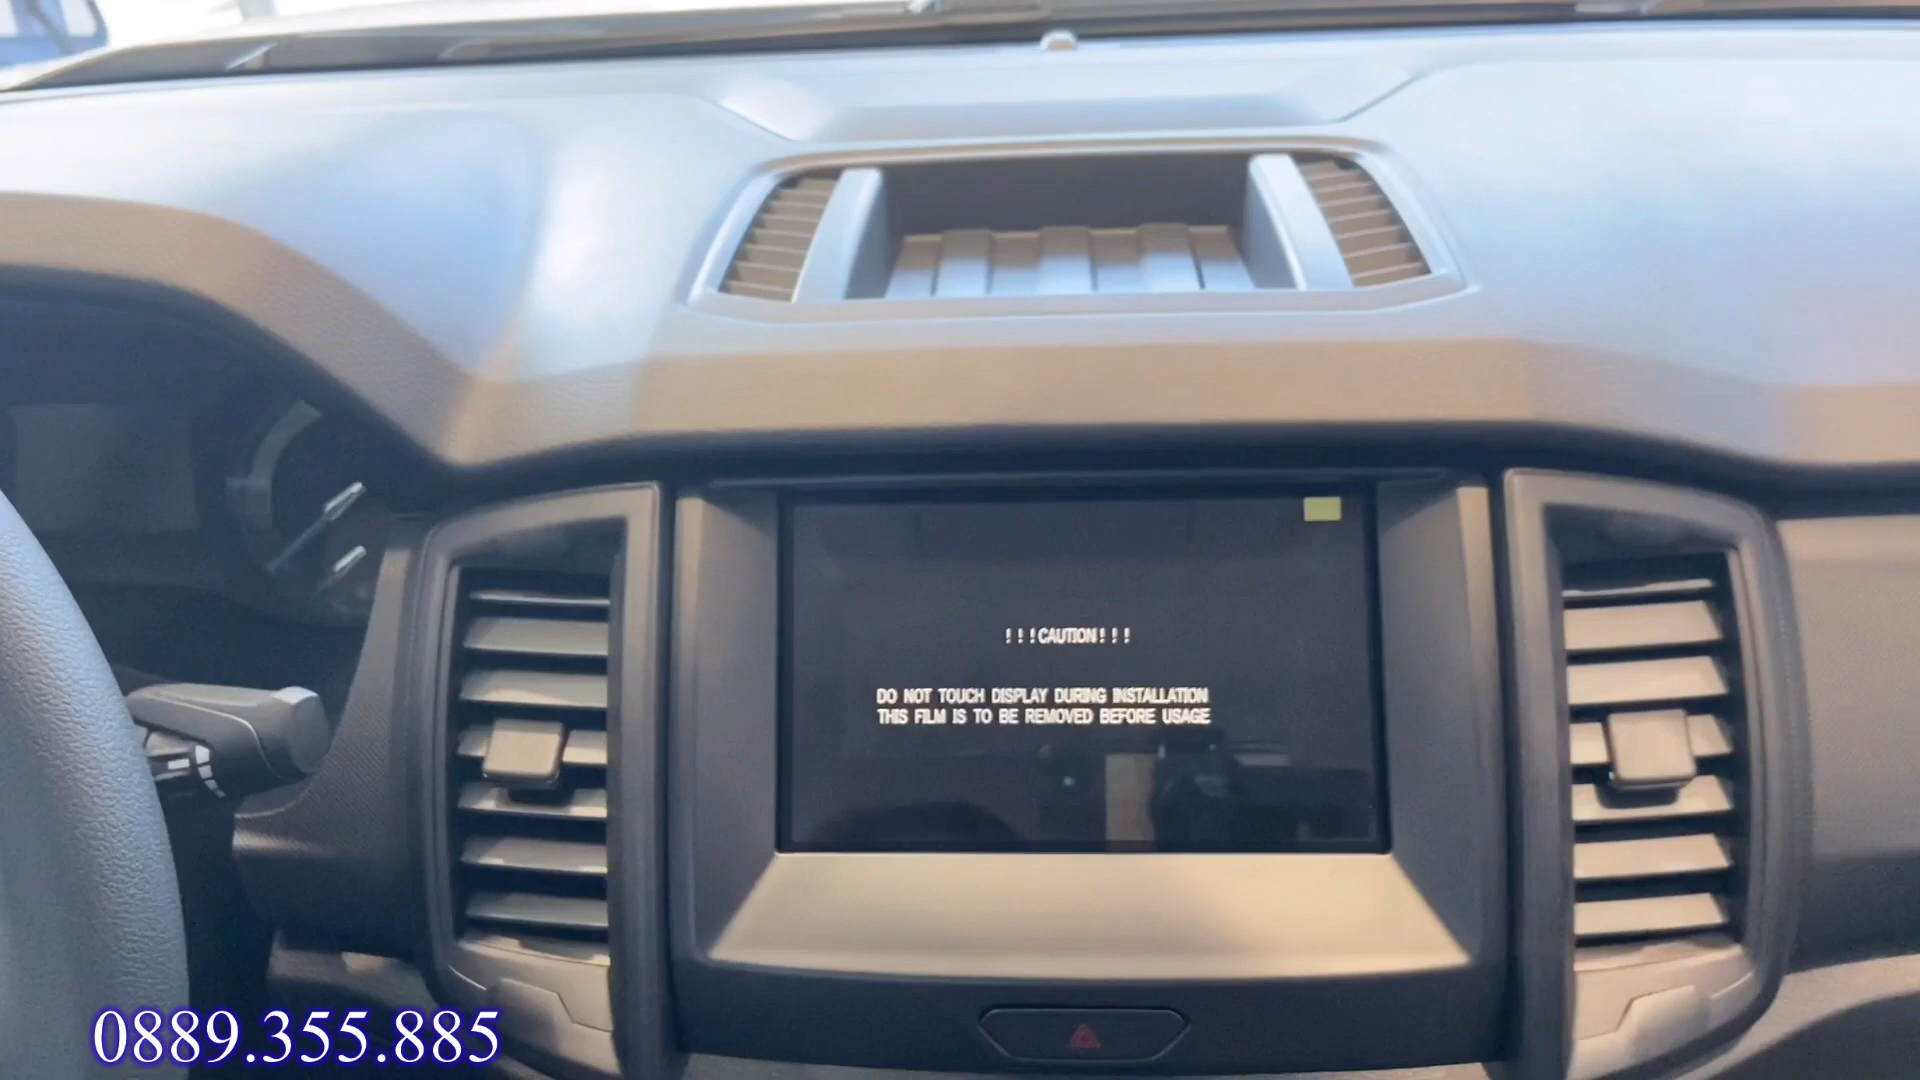 ! ! ! CAUTION ! ! !
DO NOT TOUCH DISPLAY DURING INSTALLATION
THIS FILM IS TO BE REMOVED BEFORE USAGE
0889.355.885